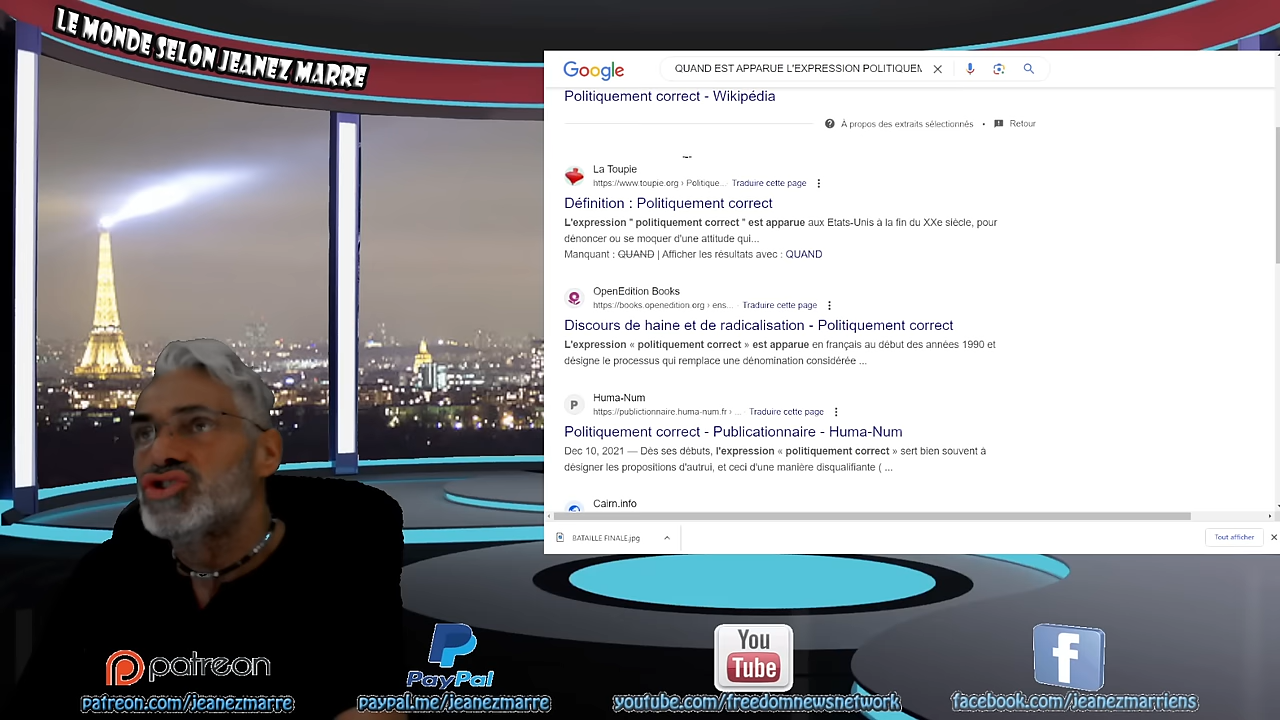 LE MONDE SELON JEANEZ MARRE
Google
QUAND EST APPARUE L'EXPRESSION POLITIQUEM
Politiquement correct - Wikipédia
À propos des extraits sélectionnés • Retour
La Toupie
https://www.toupie.org › Politique... Traduire cette page
Définition : Politiquement correct
L'expression " politiquement correct " est apparue aux Etats-Unis à la fin du XXe siècle, pour
dénoncer ou se moquer d'une attitude qui...
Manquant : QUAND | Afficher les résultats avec : QUAND
OpenEdition Books
https://books.openedition.org › ens... Traduire cette page
Discours de haine et de radicalisation - Politiquement correct
L'expression « politiquement correct » est apparue en français au début des années 1990 et
désigne le processus qui remplace une dénomination considérée ...
P
Huma-Num
https://publictionnaire.huma-num.fr › ... Traduire cette page
Politiquement correct - Publicationnaire - Huma-Num
Dec 10, 2021 — Dès ses débuts, l'expression « politiquement correct » sert bien souvent à
désigner les propositions d'autrui, et ceci d'une manière disqualifiante ( ...
Cairn.info
BATAILLE FINALE.jpg
Tout afficher
patreon
PayPal
You
Tube
f
patreon.com/jeanezmarre
paypal.me/jeanezmarre
youtube.com/freedomnewsnetwork
facebook.com/jeanezmarriens